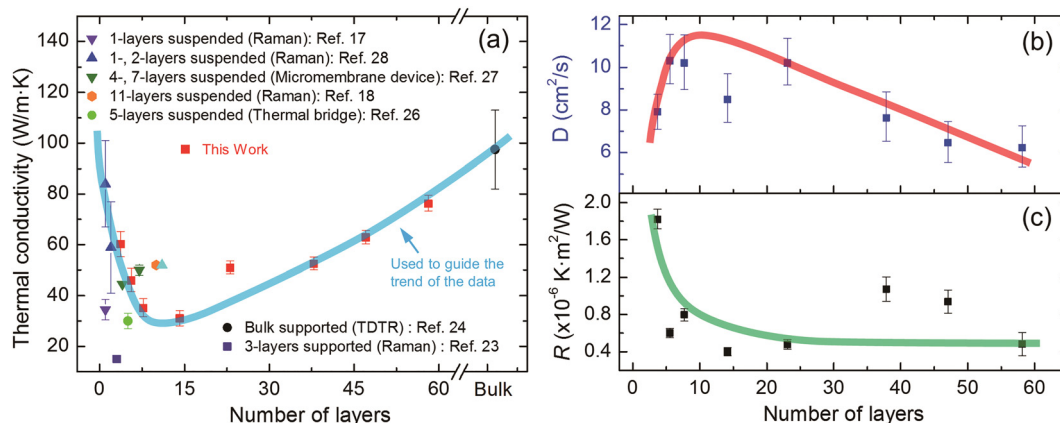 (a)
Thermal conductivity (W/m·K)
140
120
100
80
60
40
20
1-layers suspended (Raman): Ref. 17
1-, 2-layers suspended (Raman): Ref. 28
4-, 7-layers suspended (Micromembrane device): Ref. 27
11-layers suspended (Raman): Ref. 18
5-layers suspended (Thermal bridge): Ref. 26
This Work
Used to guide the
trend of the data
Bulk supported (TDTR) : Ref. 24
3-layers supported (Raman) : Ref. 23
0 15 30 45 60 Bulk
Number of layers
(b)
D (cm²/s)
12
10
8
6
(c)
R (x10⁻⁶ K·m²/W)
2.0
1.6
1.2
0.8
0.4
0 10 20 30 40 50 60
Number of layers